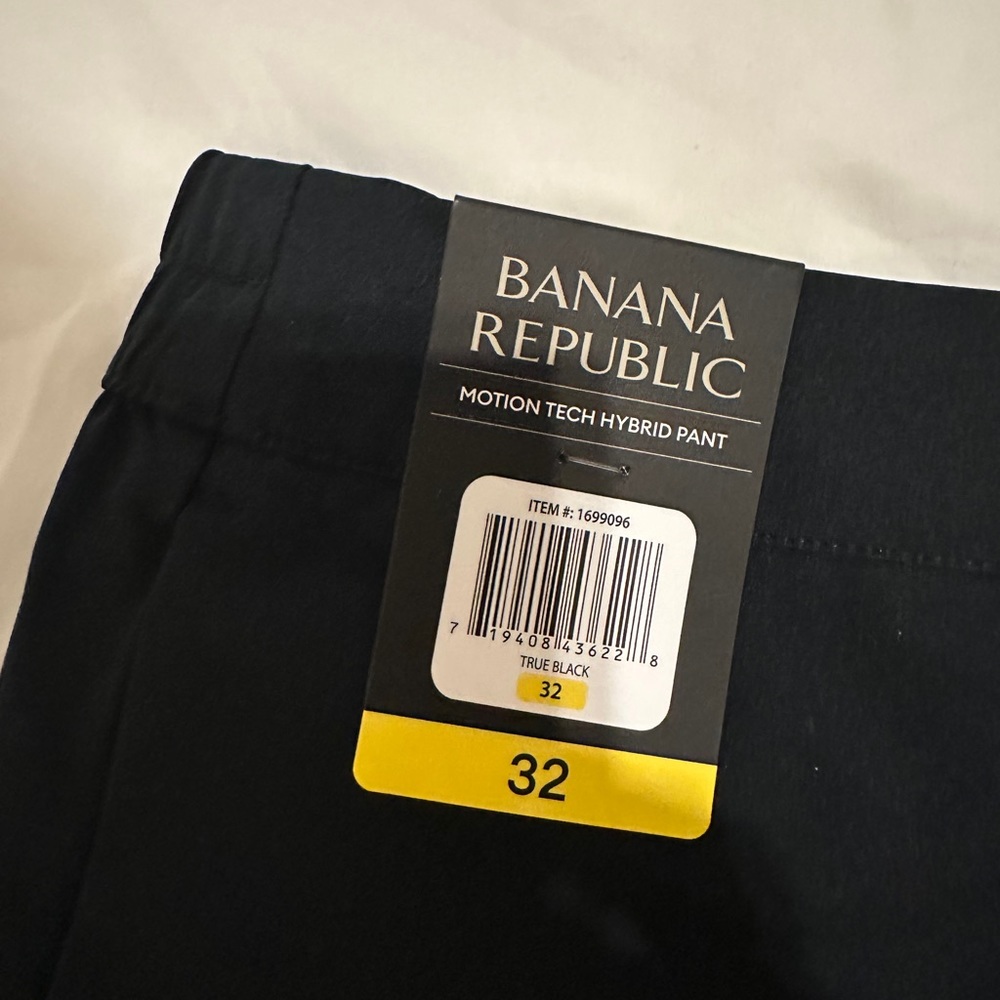 BANANA
REPUBLIC
MOTION TECH HYBRID PANT
ITEM #: 1699096
7 19408 43622 8
TRUE BLACK
32
32